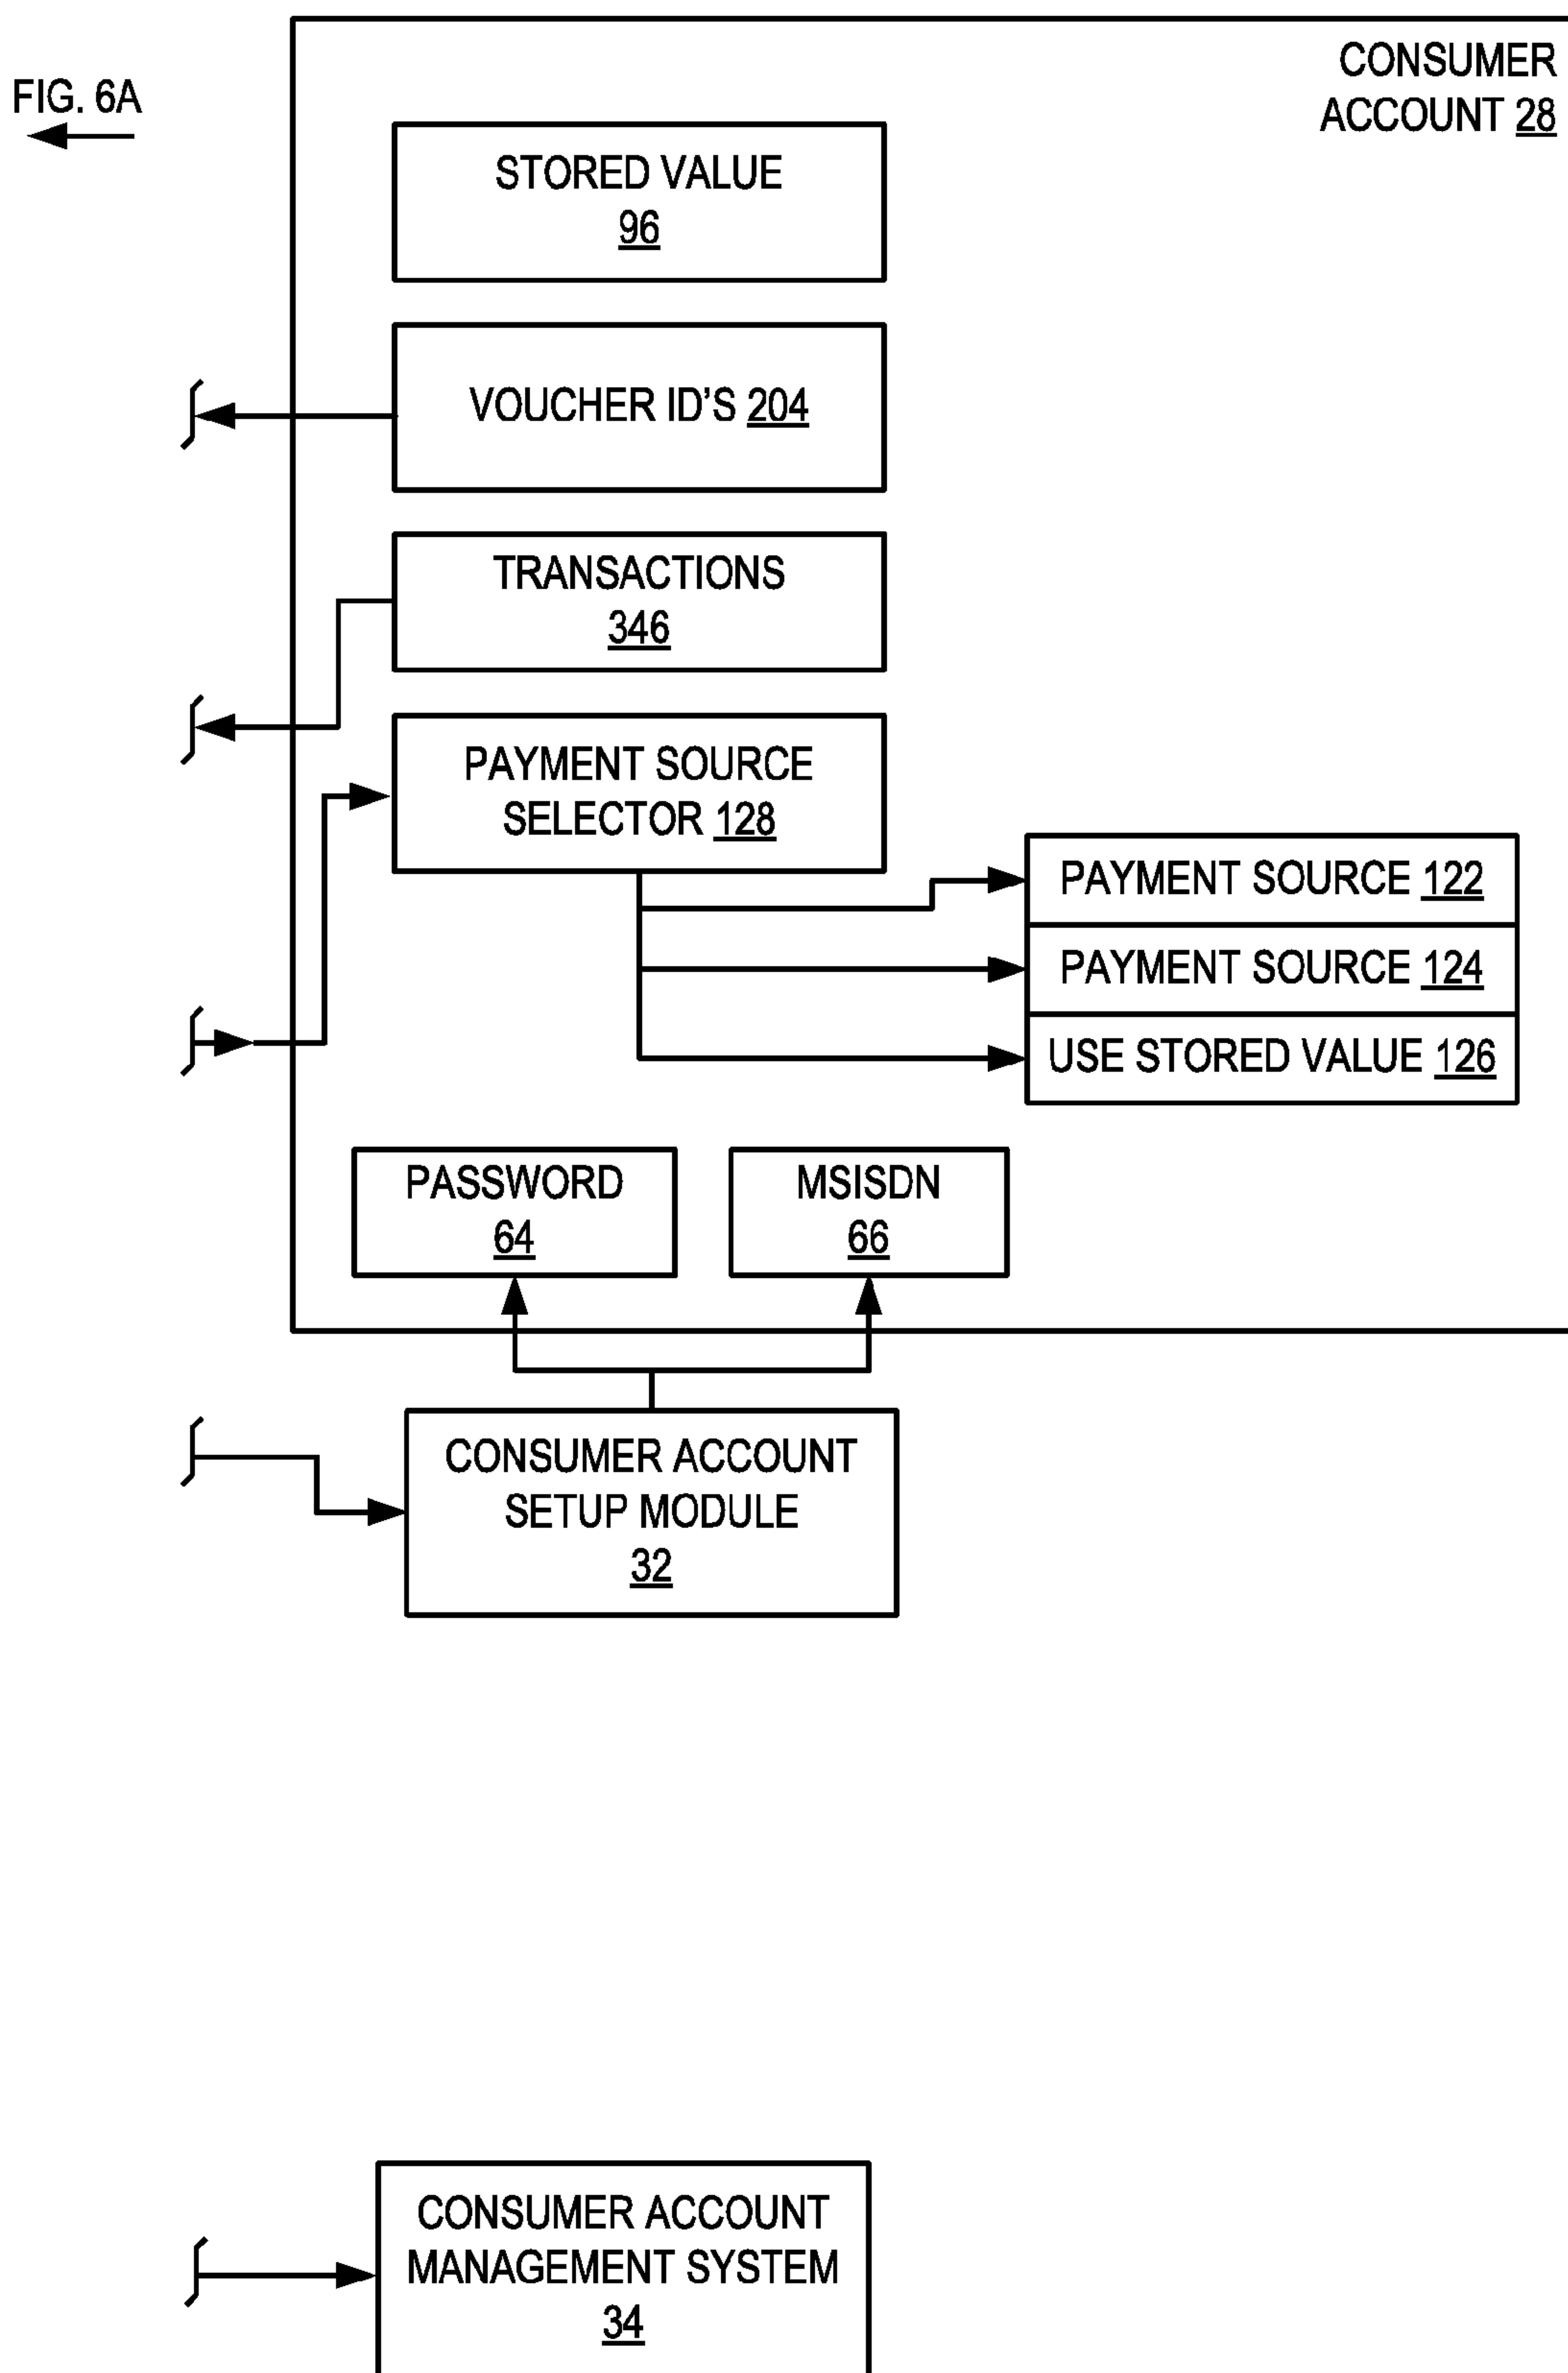 FIG. 6A
CONSUMER
ACCOUNT 28
STORED VALUE
96
VOUCHER ID'S 204
TRANSACTIONS
346
PAYMENT SOURCE
SELECTOR 128
PAYMENT SOURCE 122
PAYMENT SOURCE 124
USE STORED VALUE 126
PASSWORD
64
MSISDN
66
CONSUMER ACCOUNT
SETUP MODULE
32
CONSUMER ACCOUNT
MANAGEMENT SYSTEM
34